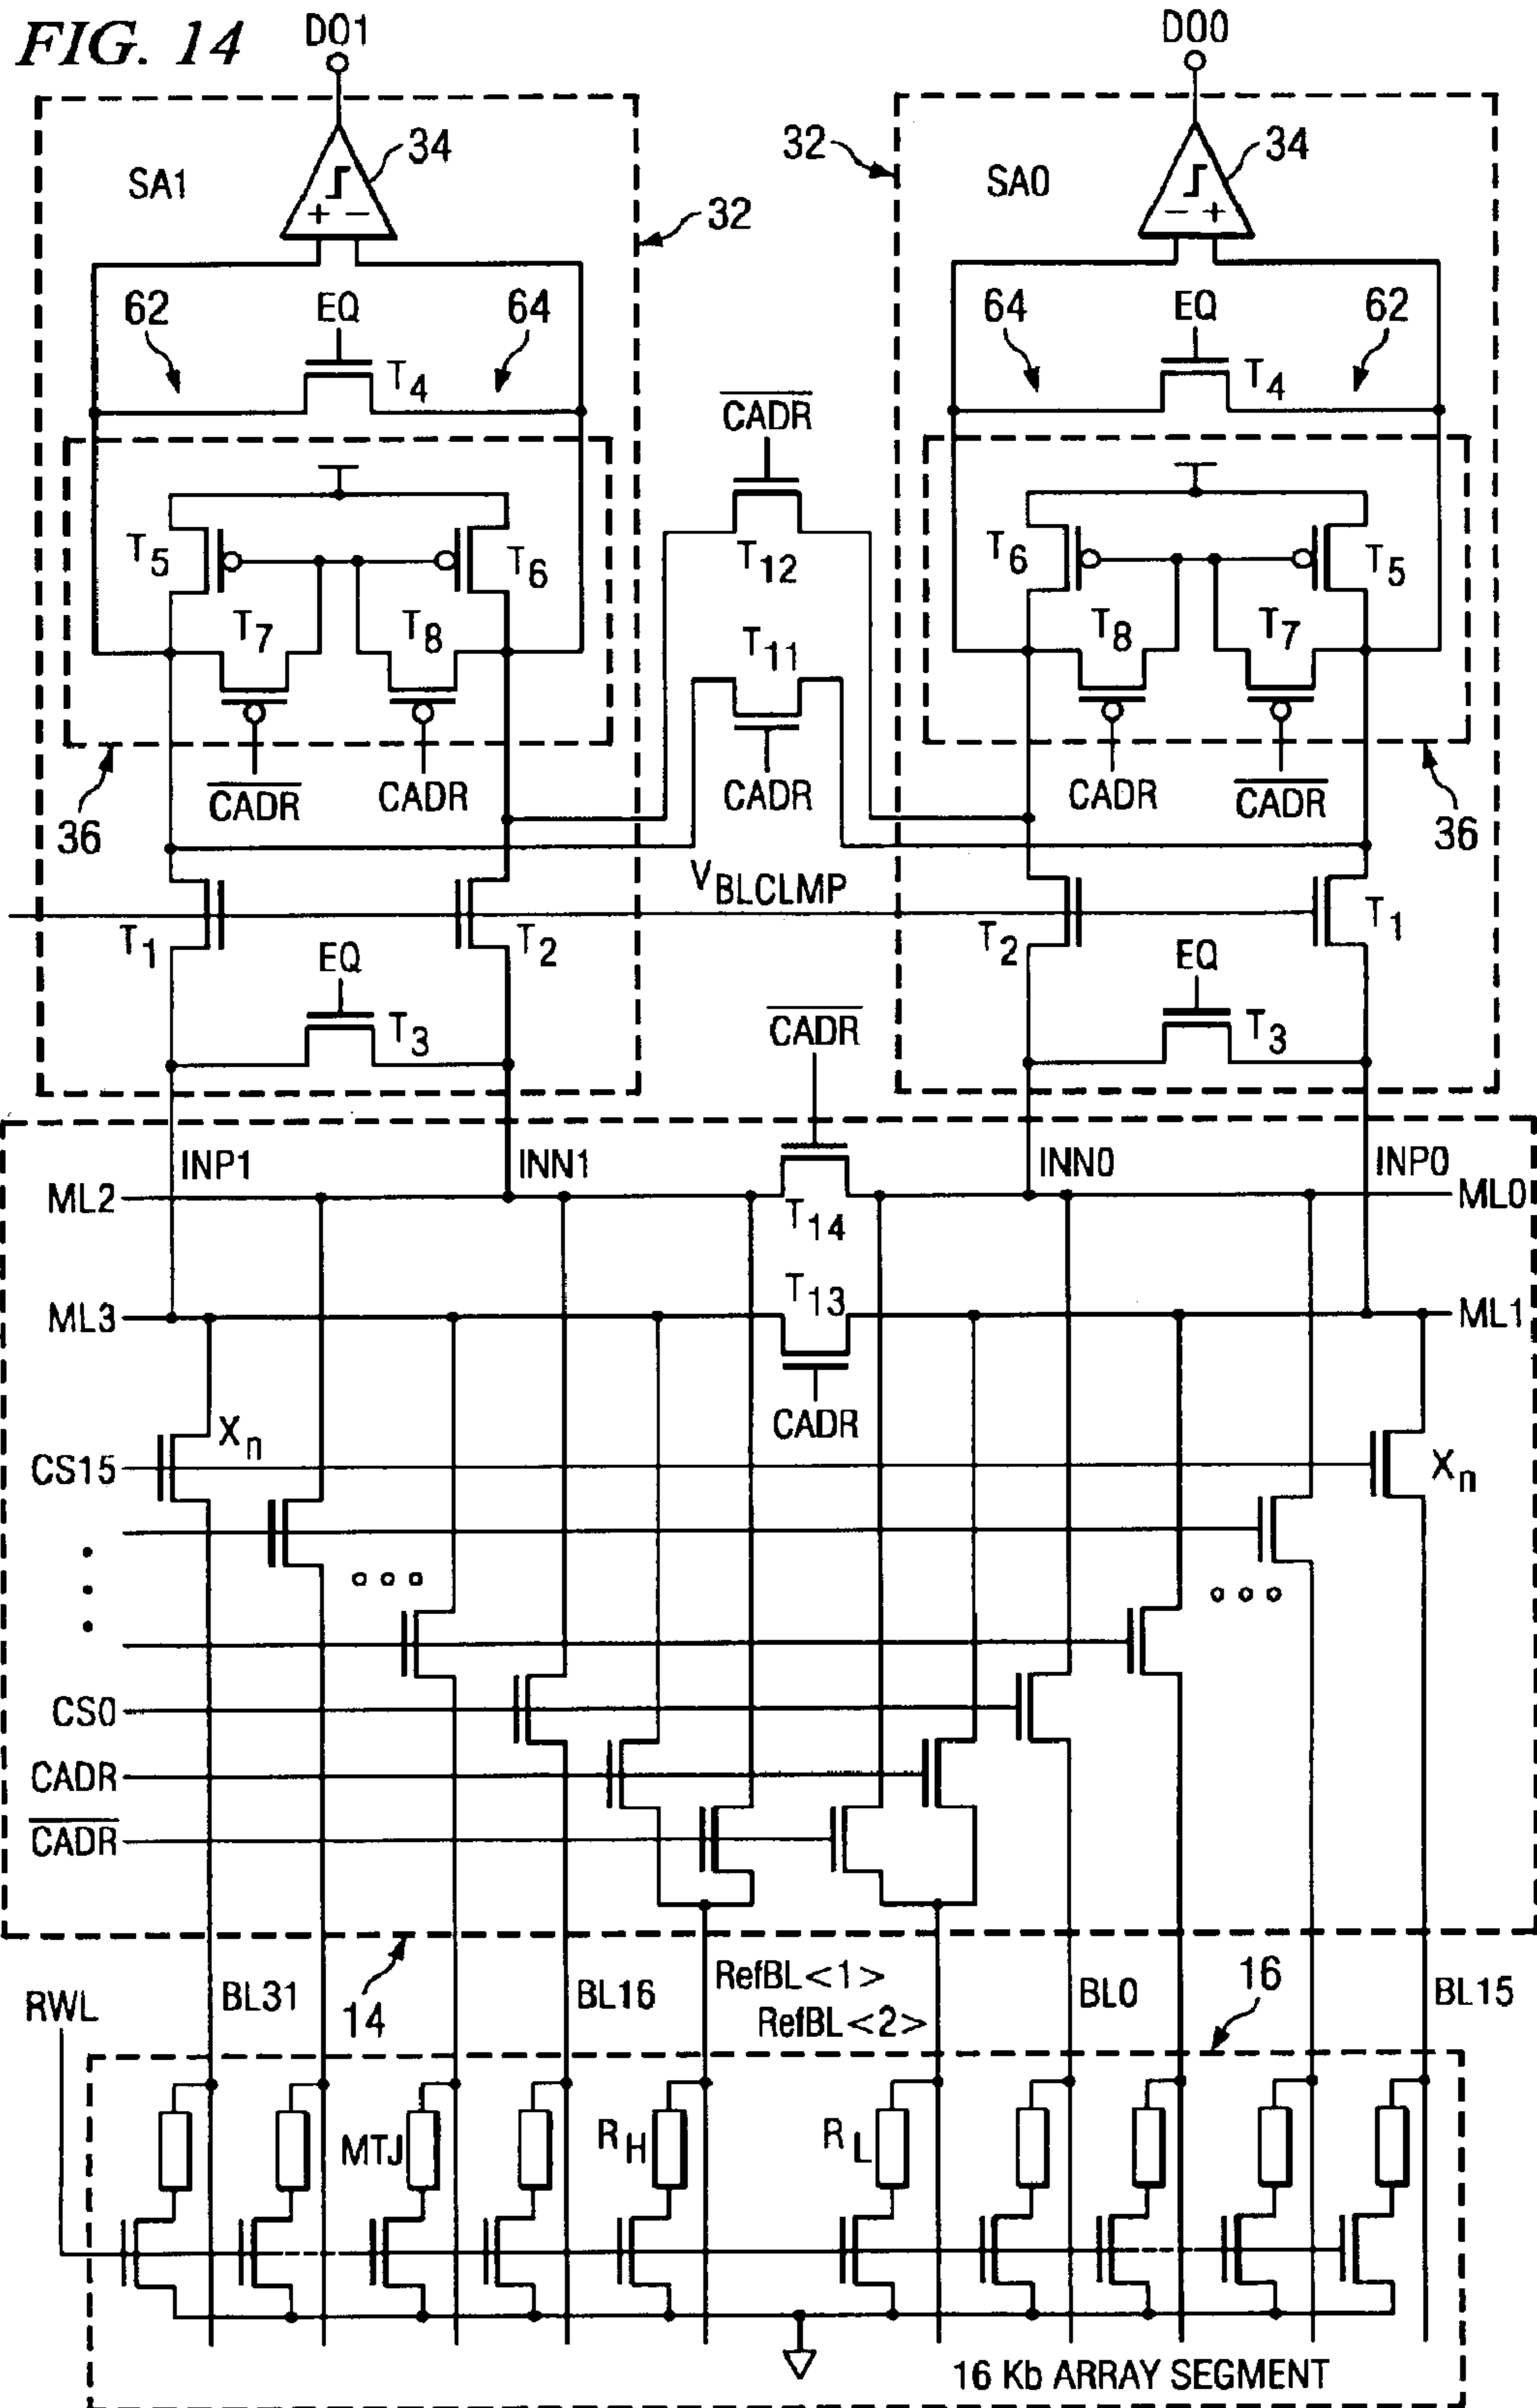 FIG. 14
DO1
DO0
34
32
34
SA1
SA0
+ −
− +
32
62
EQ
64
64
EQ
62
T4
T4
CADR
T5
T6
T6
T5
T12
T7
T8
T11
T8
T7
CADR
CADR
CADR
CADR
CADR
36
36
VBLCLMP
T1
T2
T2
T1
EQ
EQ
T3
CADR
T3
INP1
INN1
INN0
INP0
ML2
ML0
T14
T13
ML3
ML1
CADR
Xn
CS15
Xn
CS0
CADR
CADR
RWL
BL31
14
BL16
RefBL<1>
RefBL<2>
BL0
16
BL15
MTJ
RH
RL
16 Kb ARRAY SEGMENT